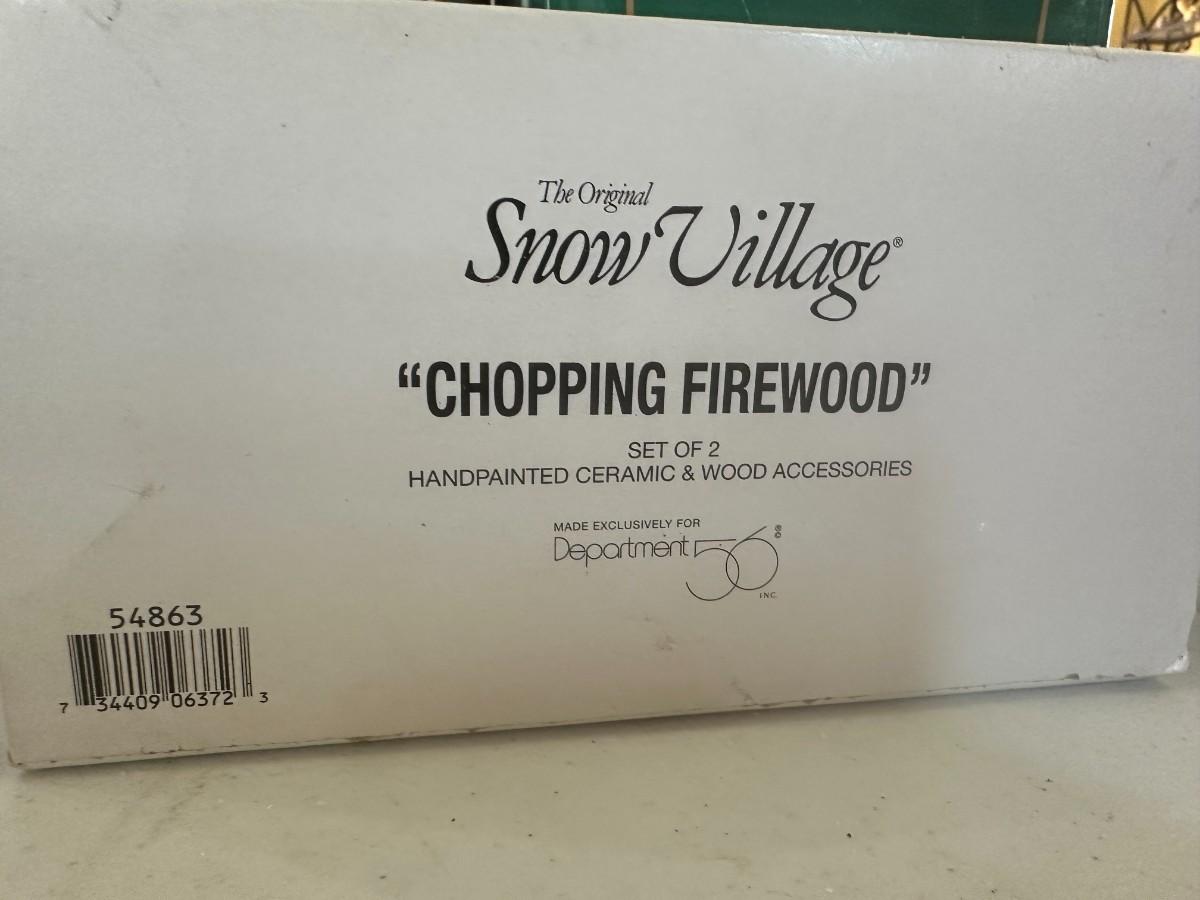 The Original
Snow Village®
“CHOPPING FIREWOOD”
SET OF 2
HANDPAINTED CERAMIC & WOOD ACCESSORIES
MADE EXCLUSIVELY FOR
Department 56
INC.
54863
7 34409 06372 3